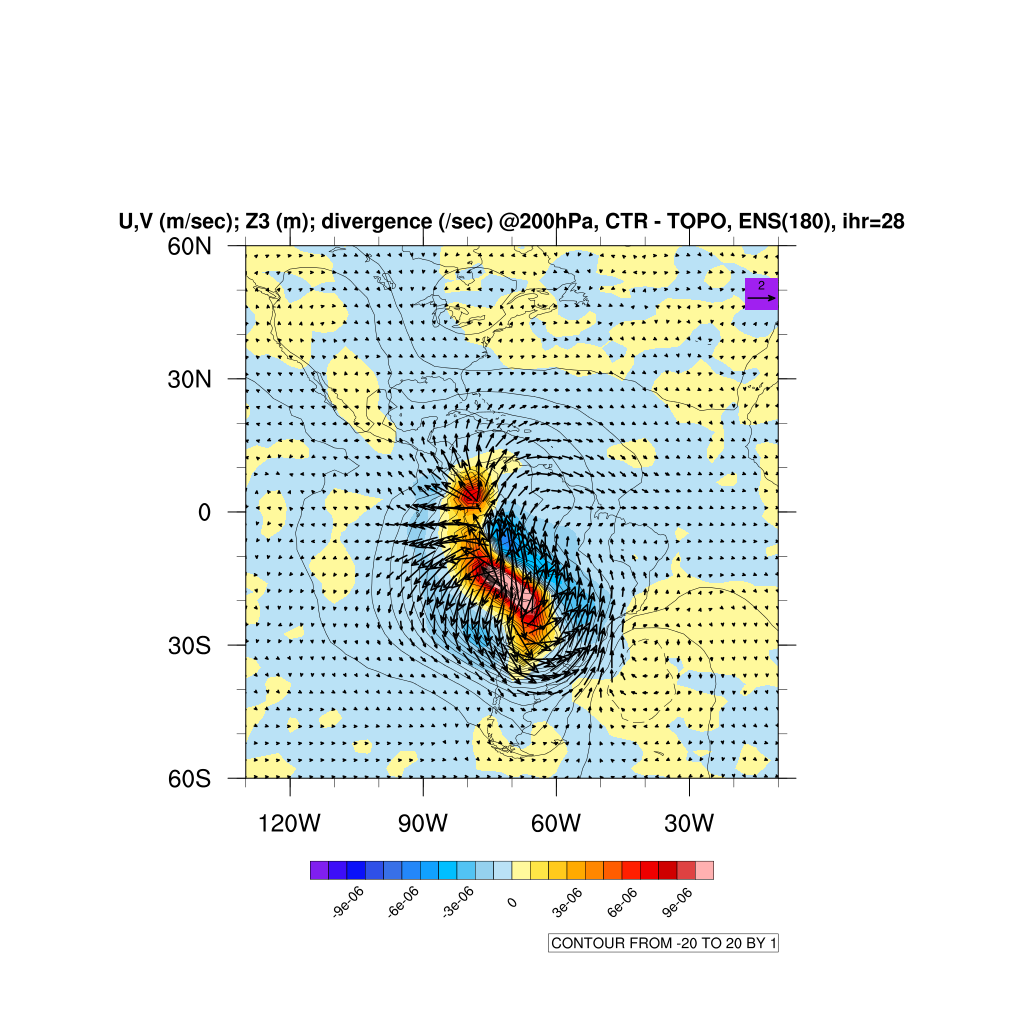 U,V (m/sec); Z3 (m); divergence (/sec) @200hPa, CTR - TOPO, ENS(180), ihr=28
60N
2
30N
0
30S
60S
120W 90W 60W 30W
-9e-06 -6e-06 -3e-06 0 3e-06 6e-06 9e-06
CONTOUR FROM -20 TO 20 BY 1